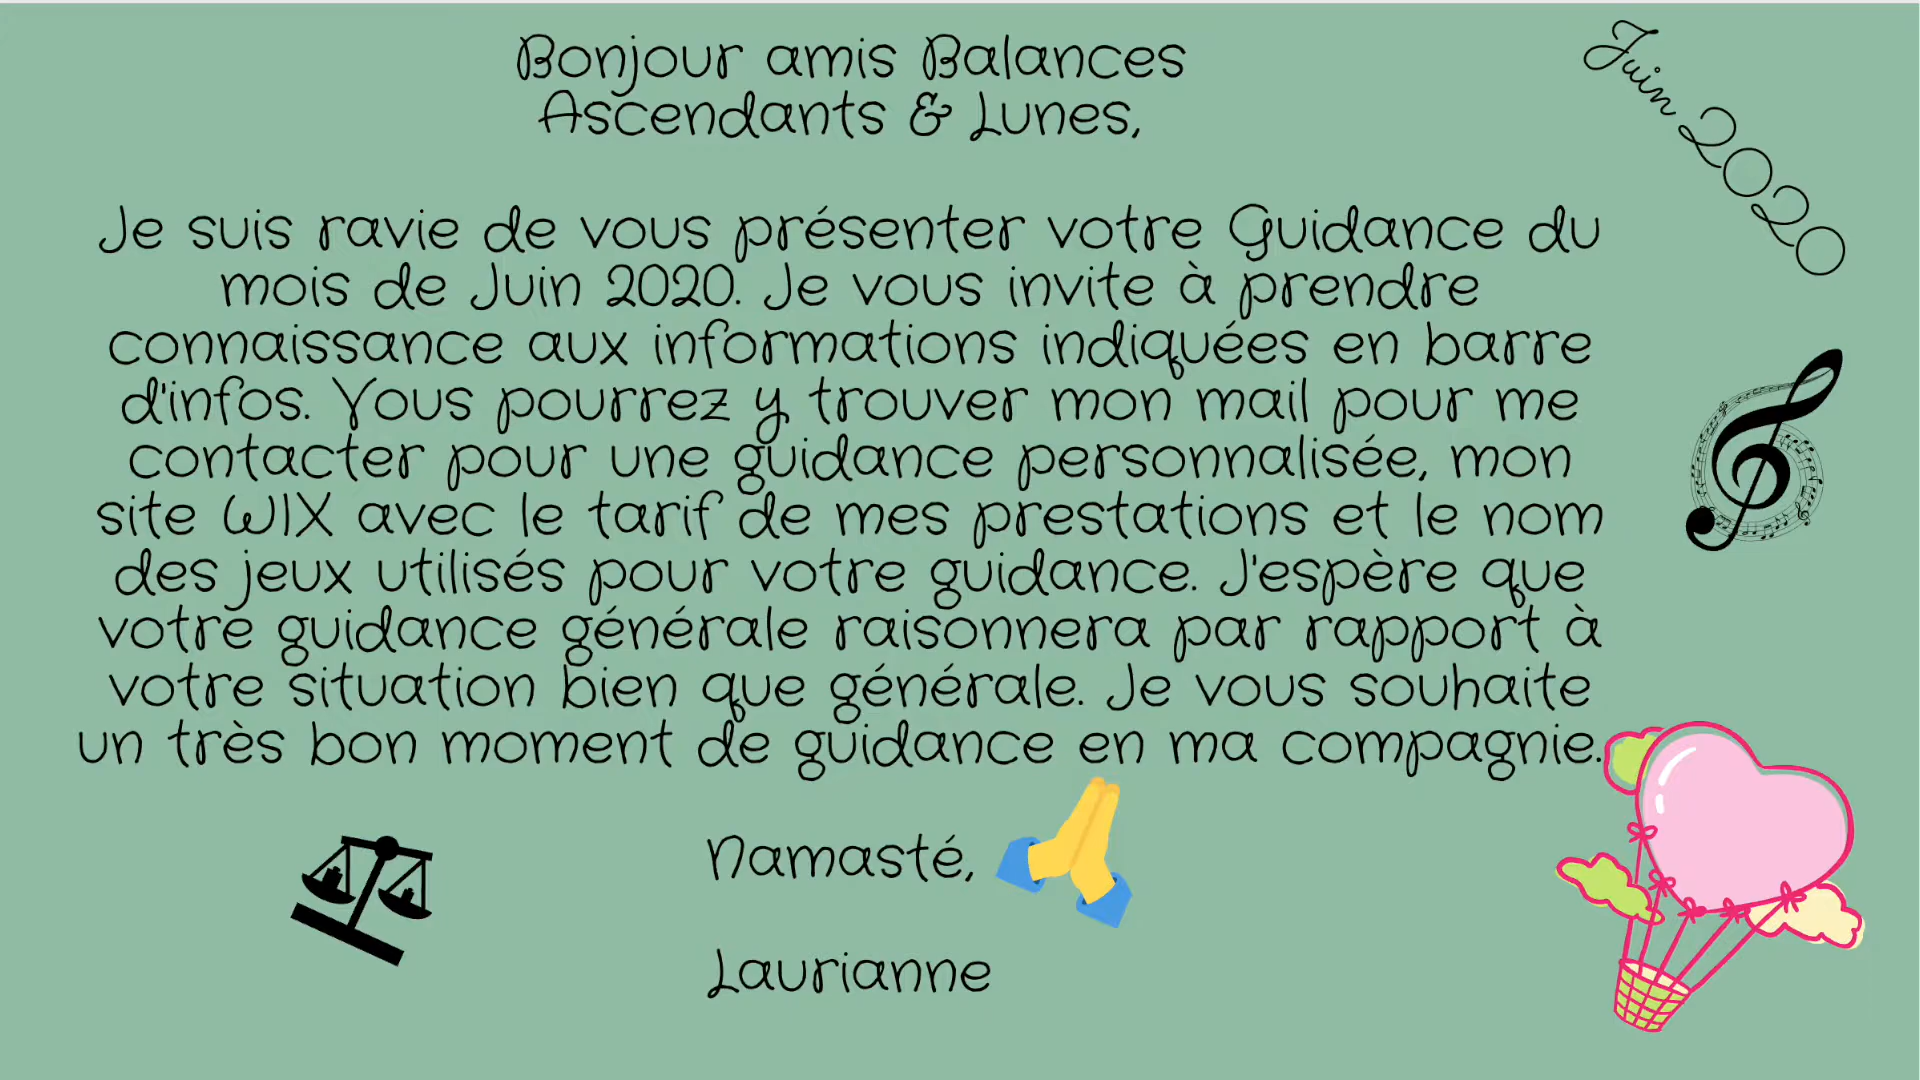 Bonjour amis Balances
Ascendants & Lunes,
Juin 2020
Je suis ravie de vous présenter votre Guidance du
mois de Juin 2020. Je vous invite à prendre
connaissance aux informations indiquées en barre
d'infos. Vous pourrez y trouver mon mail pour me
contacter pour une guidance personnalisée, mon
site WIX avec le tarif de mes prestations et le nom
des jeux utilisés pour votre guidance. J'espère que
votre guidance générale raisonnera par rapport à
votre situation bien que générale. Je vous souhaite
un très bon moment de guidance en ma compagnie.
Namasté,
Laurianne